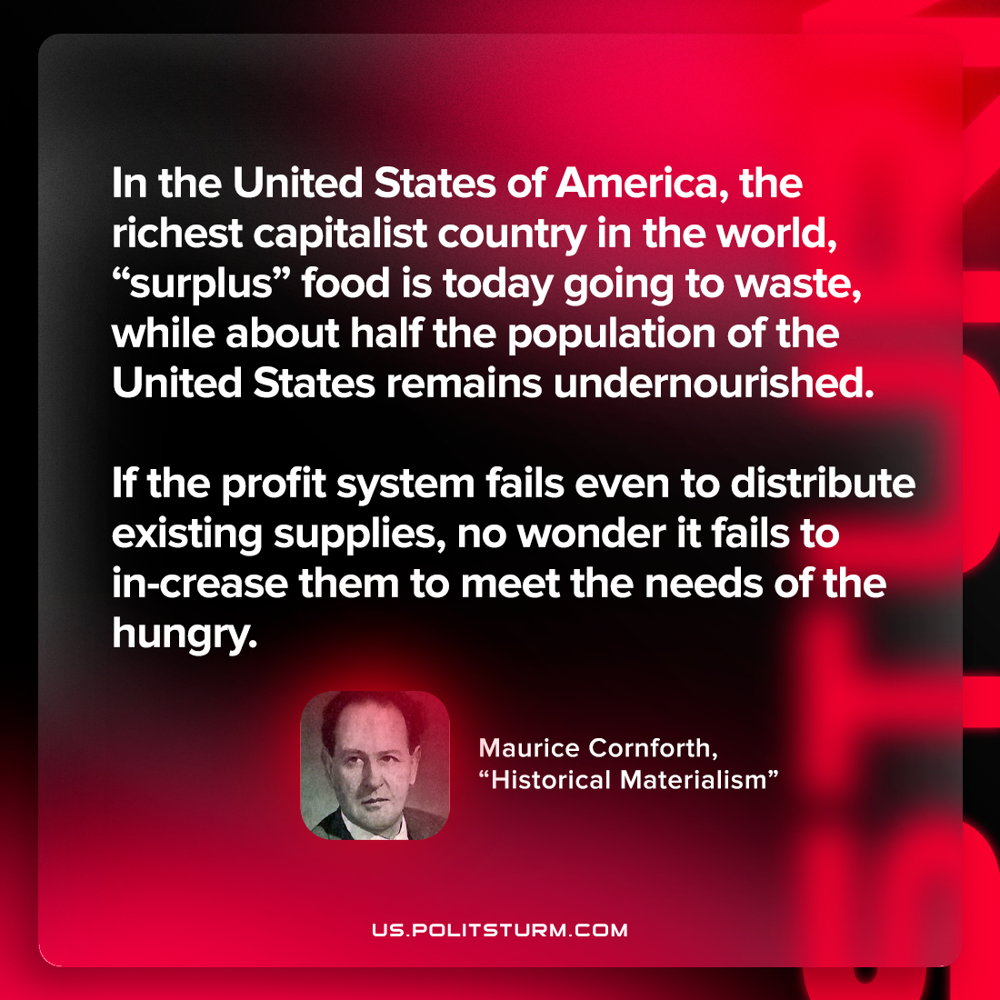 In the United States of America, the
richest capitalist country in the world,
“surplus” food is today going to waste,
while about half the population of the
United States remains undernourished.
If the profit system fails even to distribute
existing supplies, no wonder it fails to
in-crease them to meet the needs of the
hungry.
Maurice Cornforth,
“Historical Materialism”
US.POLITSTURM.COM